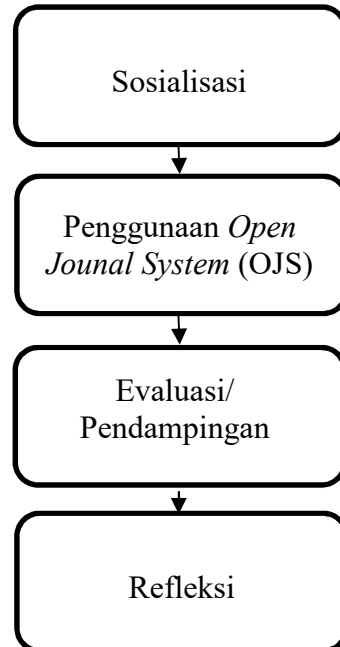 Sosialisasi
Penggunaan Open
Jounal System (OJS)
Evaluasi/
Pendampingan
Refleksi